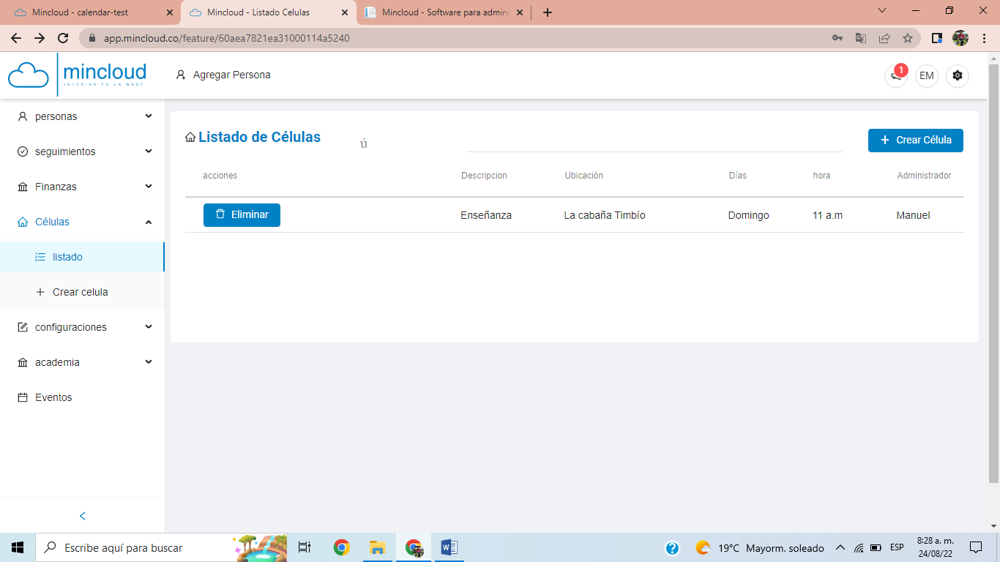 Mincloud - calendar-test
Mincloud - Listado Celulas
Mincloud - Software para admini
app.mincloud.co/feature/60aea7821ea31000114a5240
mincloud
IGLESIAS EN LA NUBE
Agregar Persona
1
EM
personas
seguimientos
Finanzas
Células
listado
Crear celula
configuraciones
academia
Eventos
Listado de Células
ú
Crear Célula
acciones Descripcion Ubicación Días hora Administrador
Eliminar Enseñanza La cabaña Timbío Domingo 11 a.m Manuel
Escribe aquí para buscar
19°C Mayorm. soleado
ESP
8:28 a. m.
24/08/22